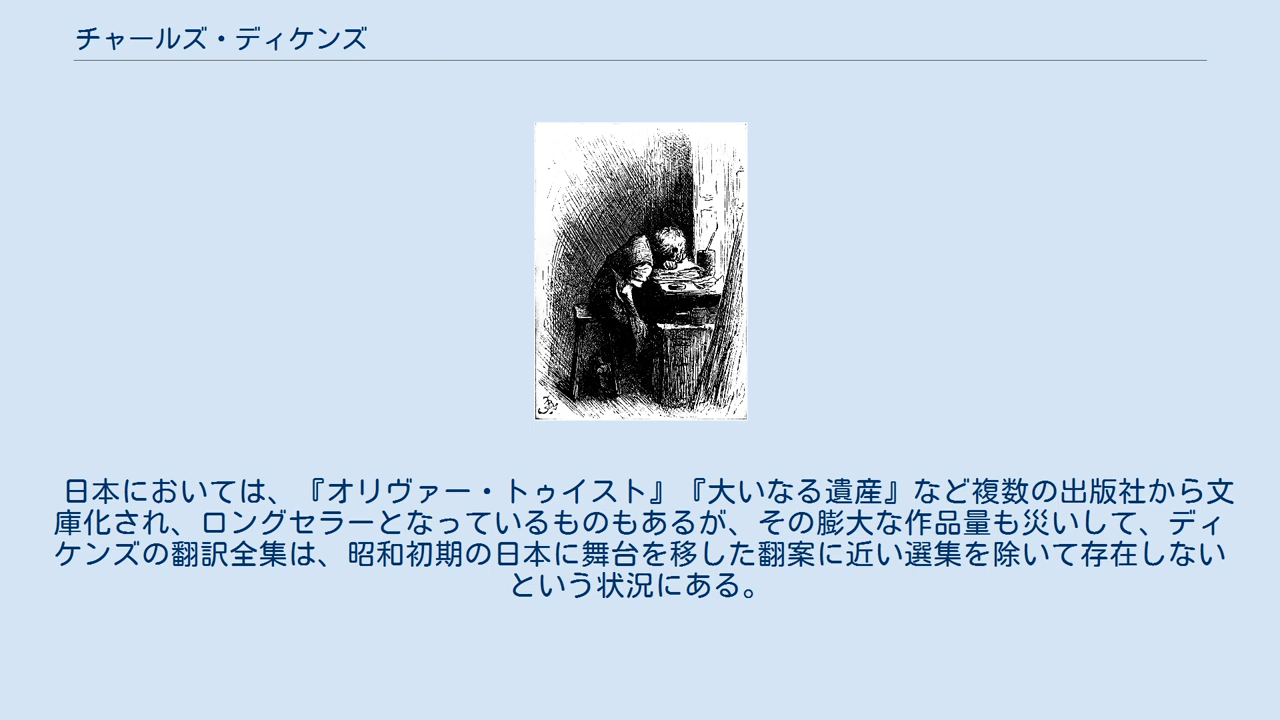 チャールズ・ディケンズ
日本においては、『オリヴァー・トゥイスト』『大いなる遺産』など複数の出版社から文
庫化され、ロングセラーとなっているものもあるが、その膨大な作品量も災いして、ディ
ケンズの翻訳全集は、昭和初期の日本に舞台を移した翻案に近い選集を除いて存在しない
という状況にある。